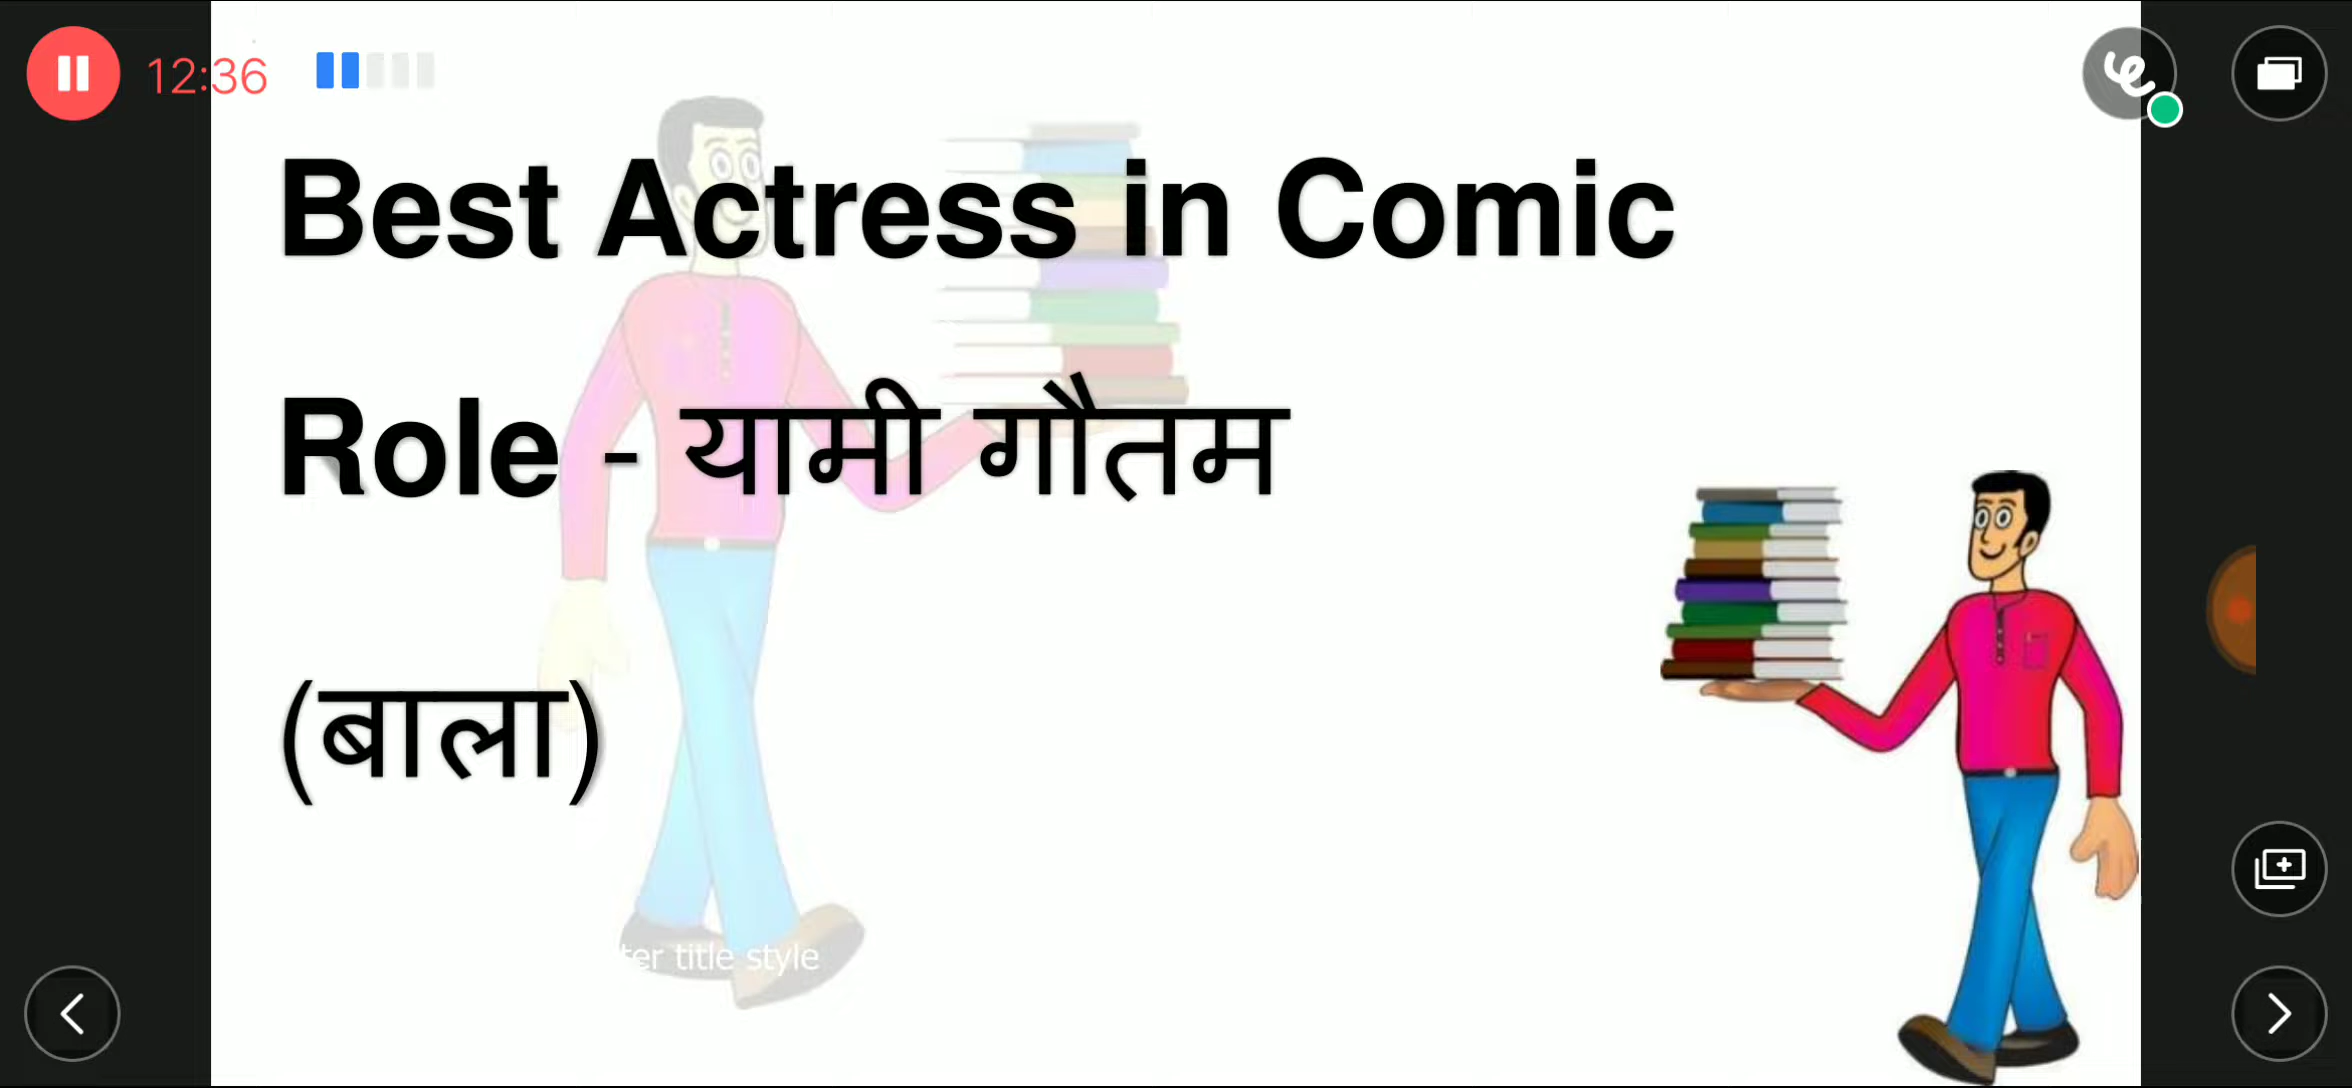 12:36
Best Actress in Comic
Role - यामी गौतम
(बाला)
ter title style